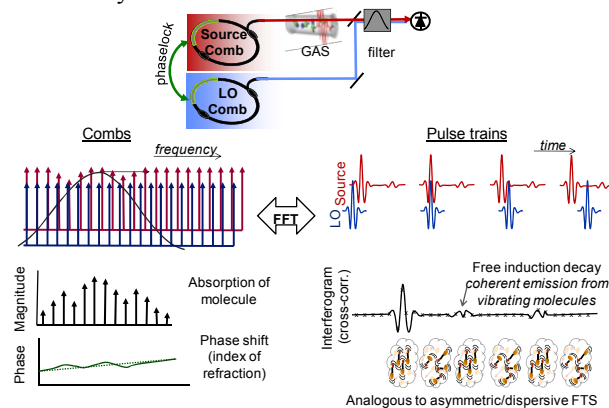 Source
Comb
phaselock
LO
Comb
GAS
filter
Combs
frequency
Pulse trains
time
Source
LO
FFT
Magnitude
Absorption of
molecule
Phase
Phase shift
(index of
refraction)
Interferogram
(cross-corr.)
Free induction decay
coherent emission from
vibrating molecules
Analogous to asymmetric/dispersive FTS